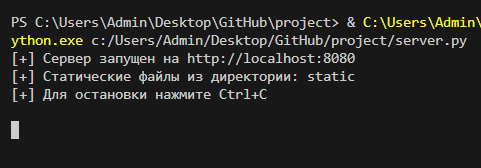 PS C:\Users\Admin\Desktop\GitHub\project> & C:\Users\Admin\
ython.exe c:/Users/Admin/Desktop/GitHub/project/server.py
[+] Сервер запущен на http://localhost:8080
[+] Статические файлы из директории: static
[+] Для остановки нажмите Ctrl+C